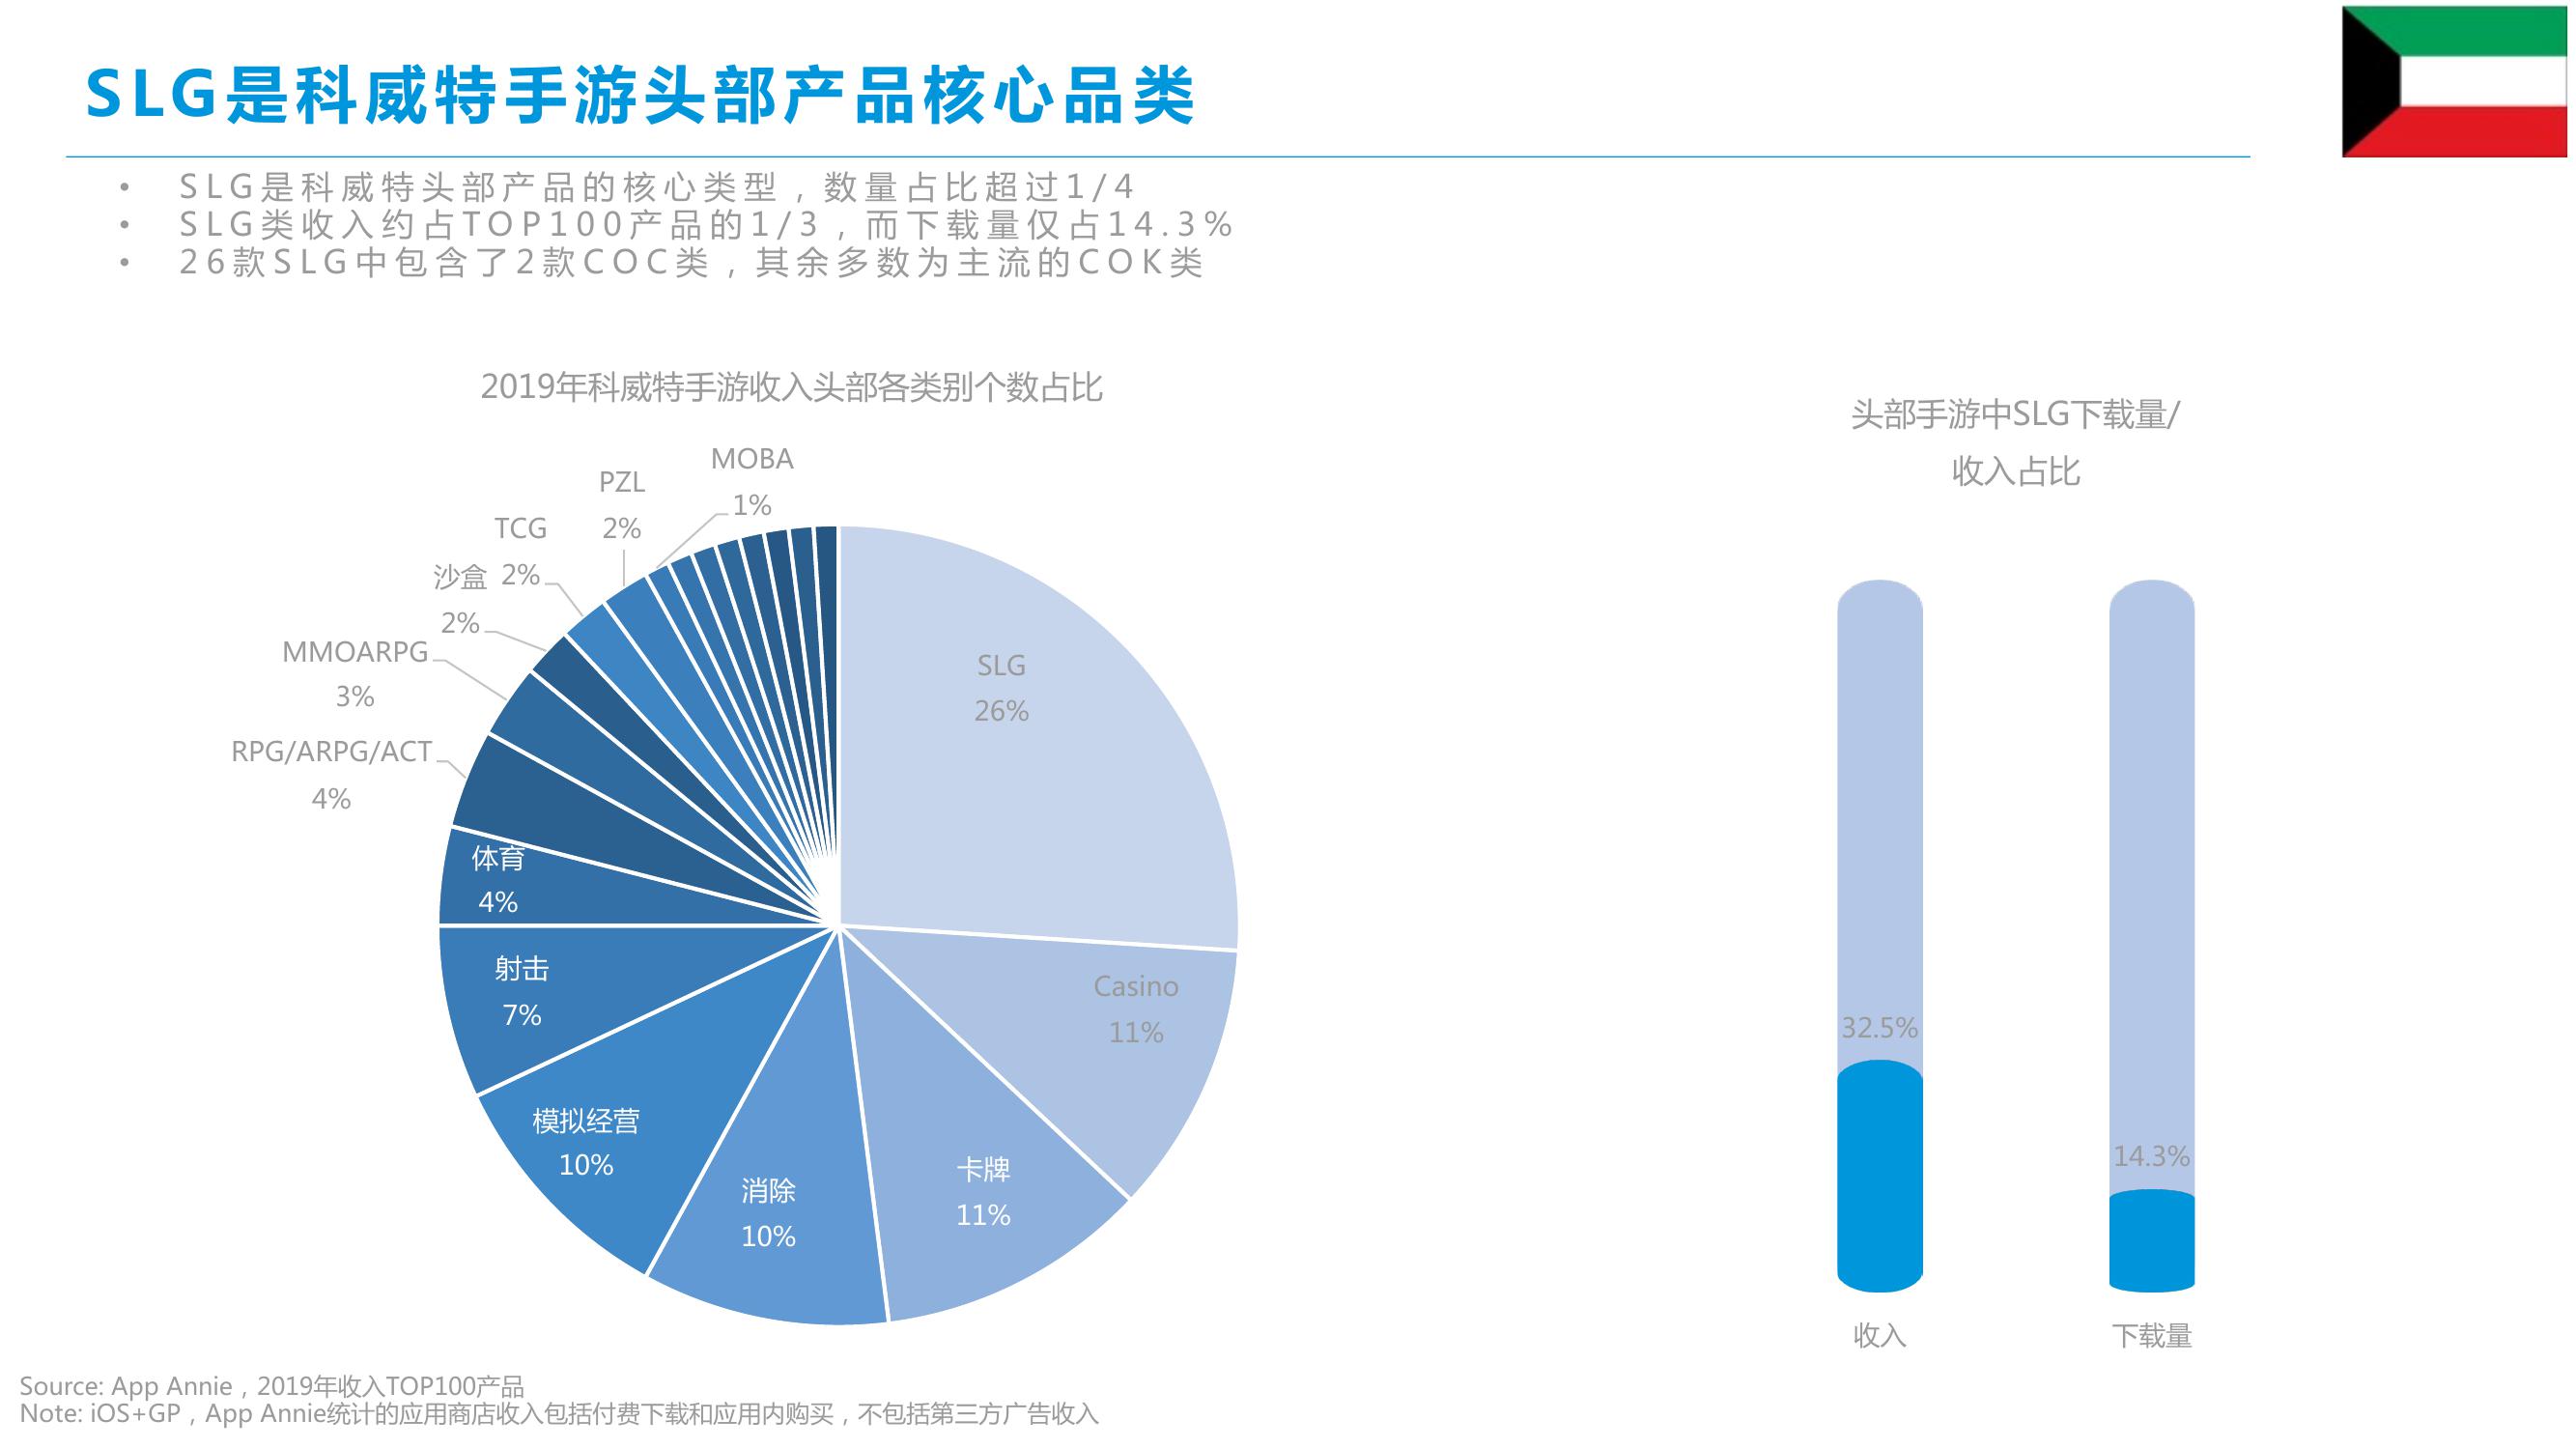 SLG是科威特手游头部产品核心品类
• SLG是科威特头部产品的核心类型，数量占比超过1/4
• SLG类收入约占TOP100产品的1/3，而下载量仅占14.3%
• 26款SLG中包含了2款COC类，其余多数为主流的COK类
2019年科威特手游收入头部各类别个数占比
MOBA
1%
PZL
2%
TCG
2%
沙盒
2%
MMOARPG
3%
RPG/ARPG/ACT
4%
体育
4%
射击
7%
模拟经营
10%
消除
10%
卡牌
11%
Casino
11%
SLG
26%
头部手游中SLG下载量/
收入占比
32.5%
14.3%
收入
下载量
Source: App Annie，2019年收入TOP100产品
Note: iOS+GP，App Annie统计的应用商店收入包括付费下载和应用内购买，不包括第三方广告收入